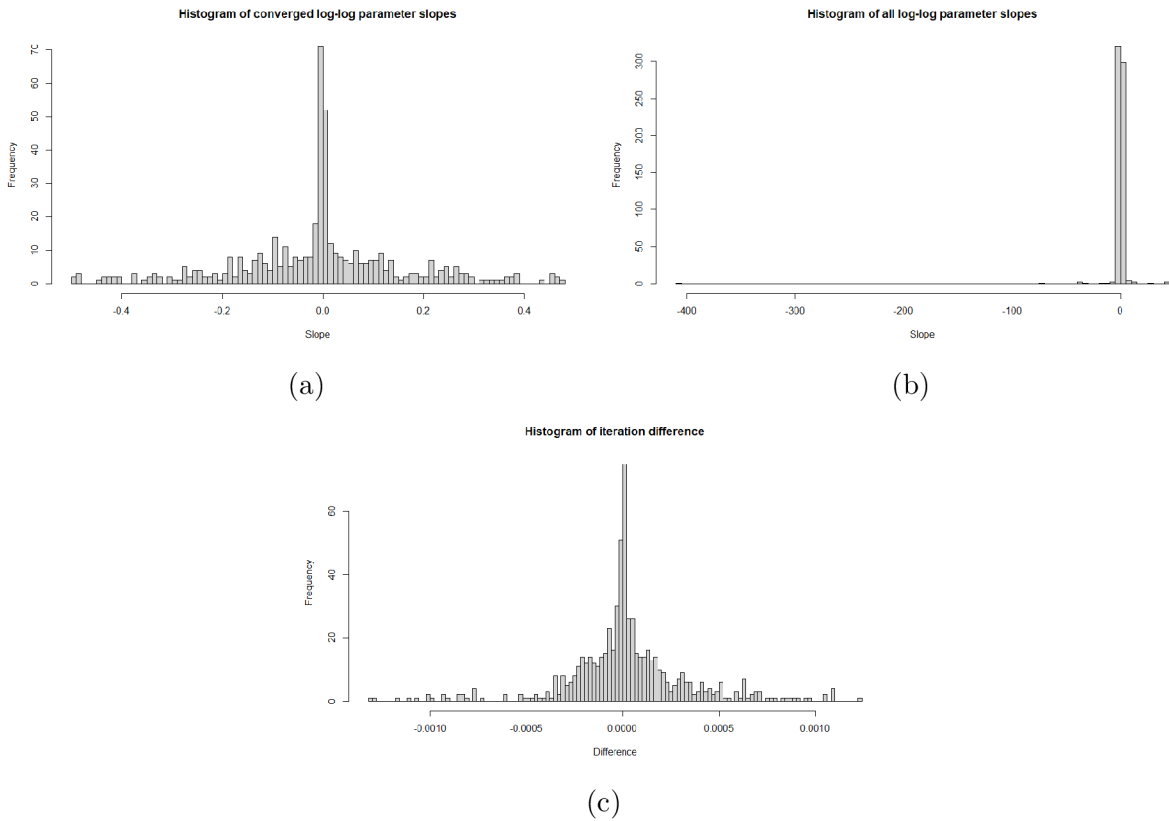 Histogram of converged log-log parameter slopes
Frequency
0 10 20 30 40 50 60 70
-0.4 -0.2 0.0 0.2 0.4
Slope
(a)
Histogram of all log-log parameter slopes
Frequency
0 50 100 150 200 250 300
-400 -300 -200 -100 0
Slope
(b)
Histogram of iteration difference
Frequency
0 20 40 60
-0.0010 -0.0005 0.0000 0.0005 0.0010
Difference
(c)